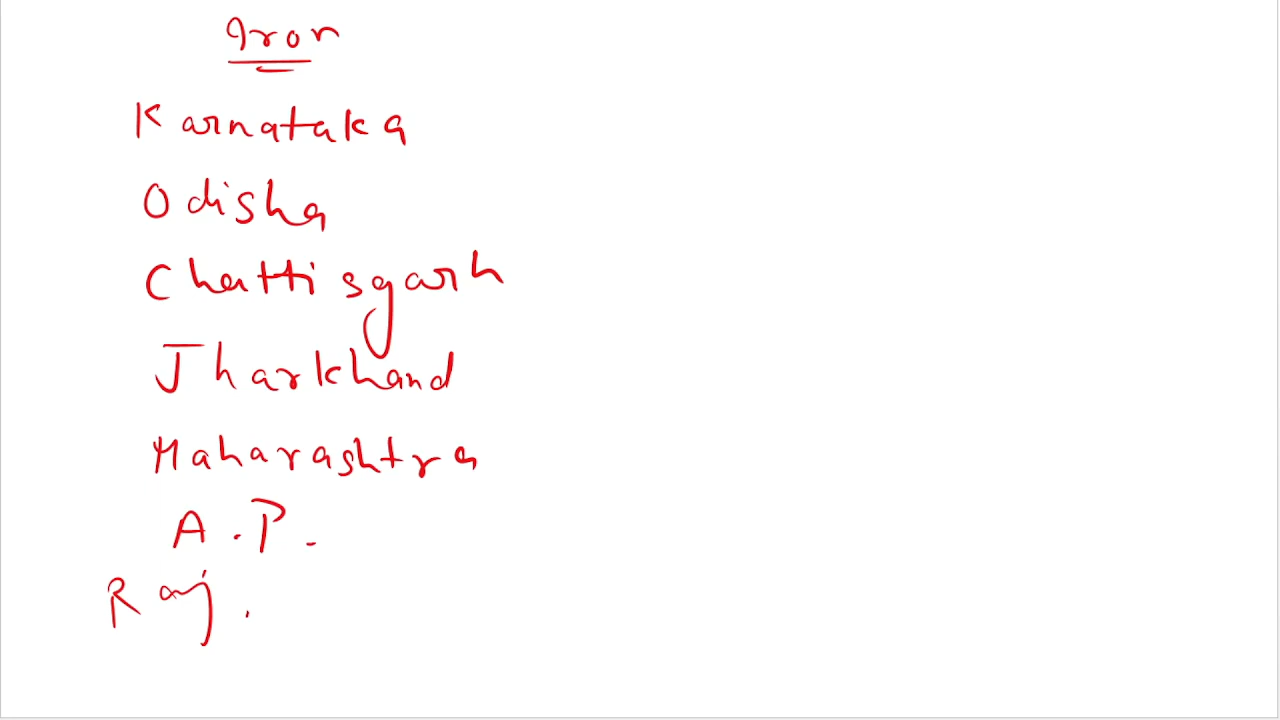 Iron
Karnataka
Odisha
Chattisgarh
Jharkhand
Maharashtra
A.P.
Raj.